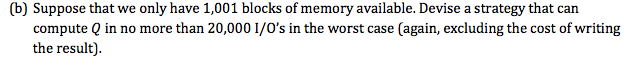 (b) Suppose that we only have 1,001 blocks of memory available. Devise a strategy that can
compute Q in no more than 20,000 I/O's in the worst case (again, excluding the cost of writing
the result).